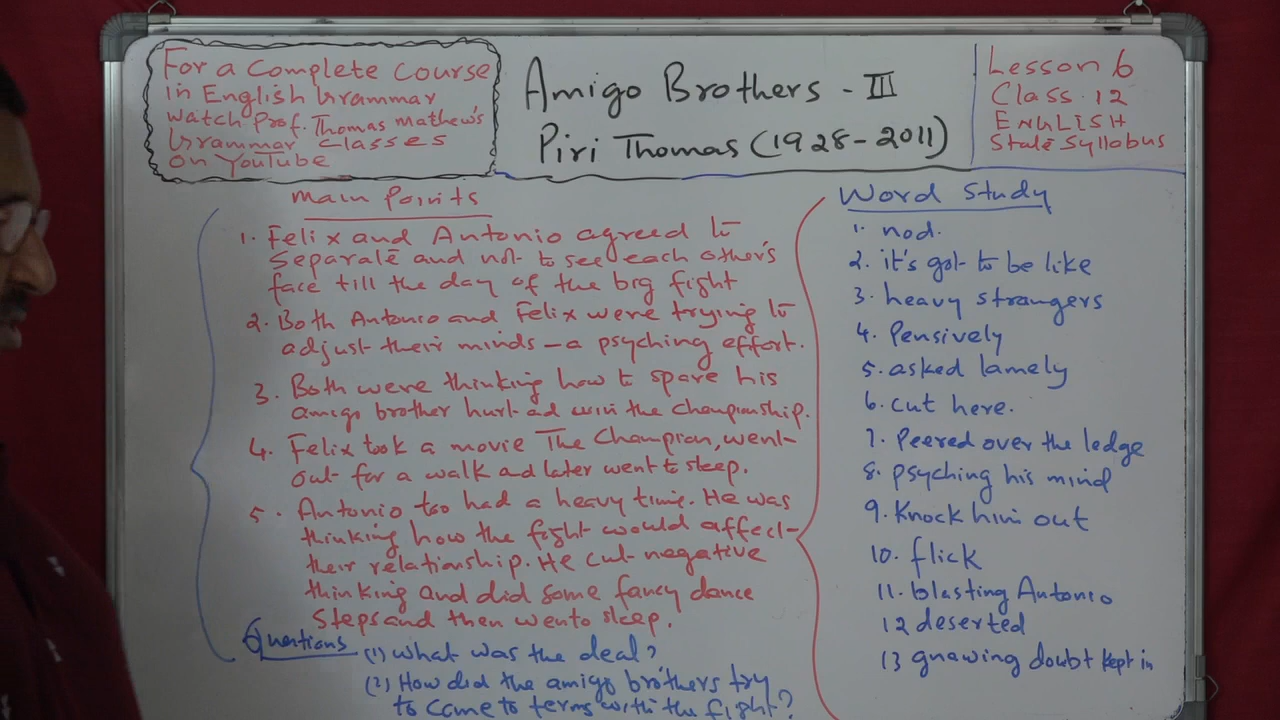 For a Complete Course
in English Grammar
watch Prof. Thomas Mathew's
Grammar Classes
on YouTube
Amigo Brothers - III
Piri Thomas (1928-2011)
Lesson 6
Class. 12
ENGLISH
State Syllabus
Main Points
1. Felix and Antonio agreed to
separate and not to see each other's
face till the day of the big fight
2. Both Antonio and Felix were trying to
adjust their minds - a psyching effort.
3. Both were thinking how to spare his
amigo brother hurt ad win the championship.
4. Felix took a movie The Champion, went
out for a walk ad later went to sleep.
5. Antonio too had a heavy time. He was
thinking how the fight would affect
their relationship. He cut negative
thinking and did some fancy dance
steps and then wento sleep.
Questions
(1) What was the deal?
(2) How did the amigo brothers try
to come to terms with the fight?
Word Study
1. nod.
2. it's got to be like
3. heavy strangers
4. Pensively
5. asked lamely
6. cut here.
7. Peered over the ledge
8. psyching his mind
9. Knock him out
10. flick
11. blasting Antonio
12 deserted
13 gnawing doubt kept in